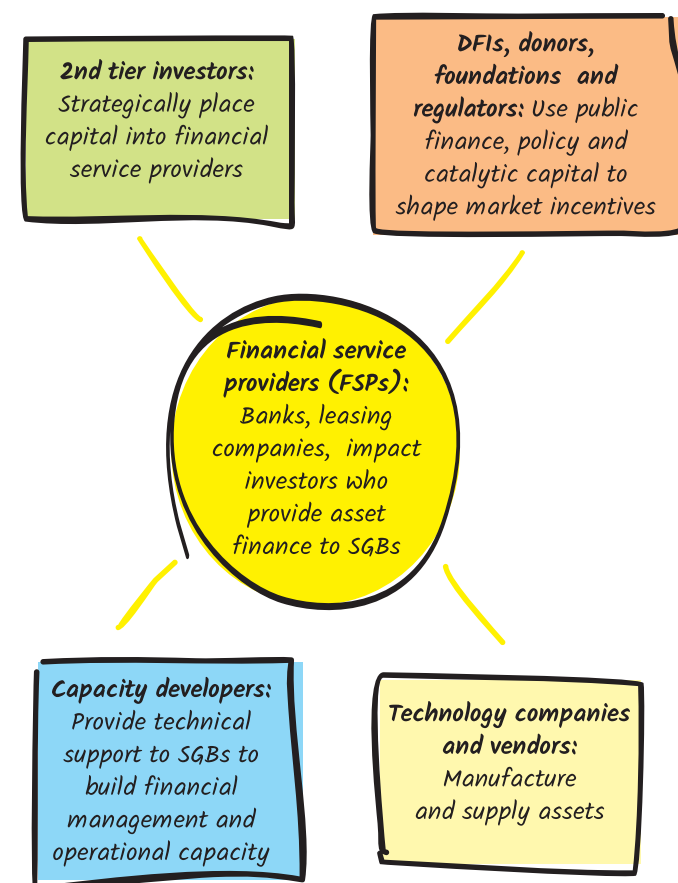 2nd tier investors:
Strategically place
capital into financial
service providers
DFIs, donors,
foundations and
regulators: Use public
finance, policy and
catalytic capital to
shape market incentives
Financial service
providers (FSPs):
Banks, leasing
companies, impact
investors who
provide asset
finance to SGBs
Capacity developers:
Provide technical
support to SGBs to
build financial
management and
operational capacity
Technology companies
and vendors:
Manufacture
and supply assets